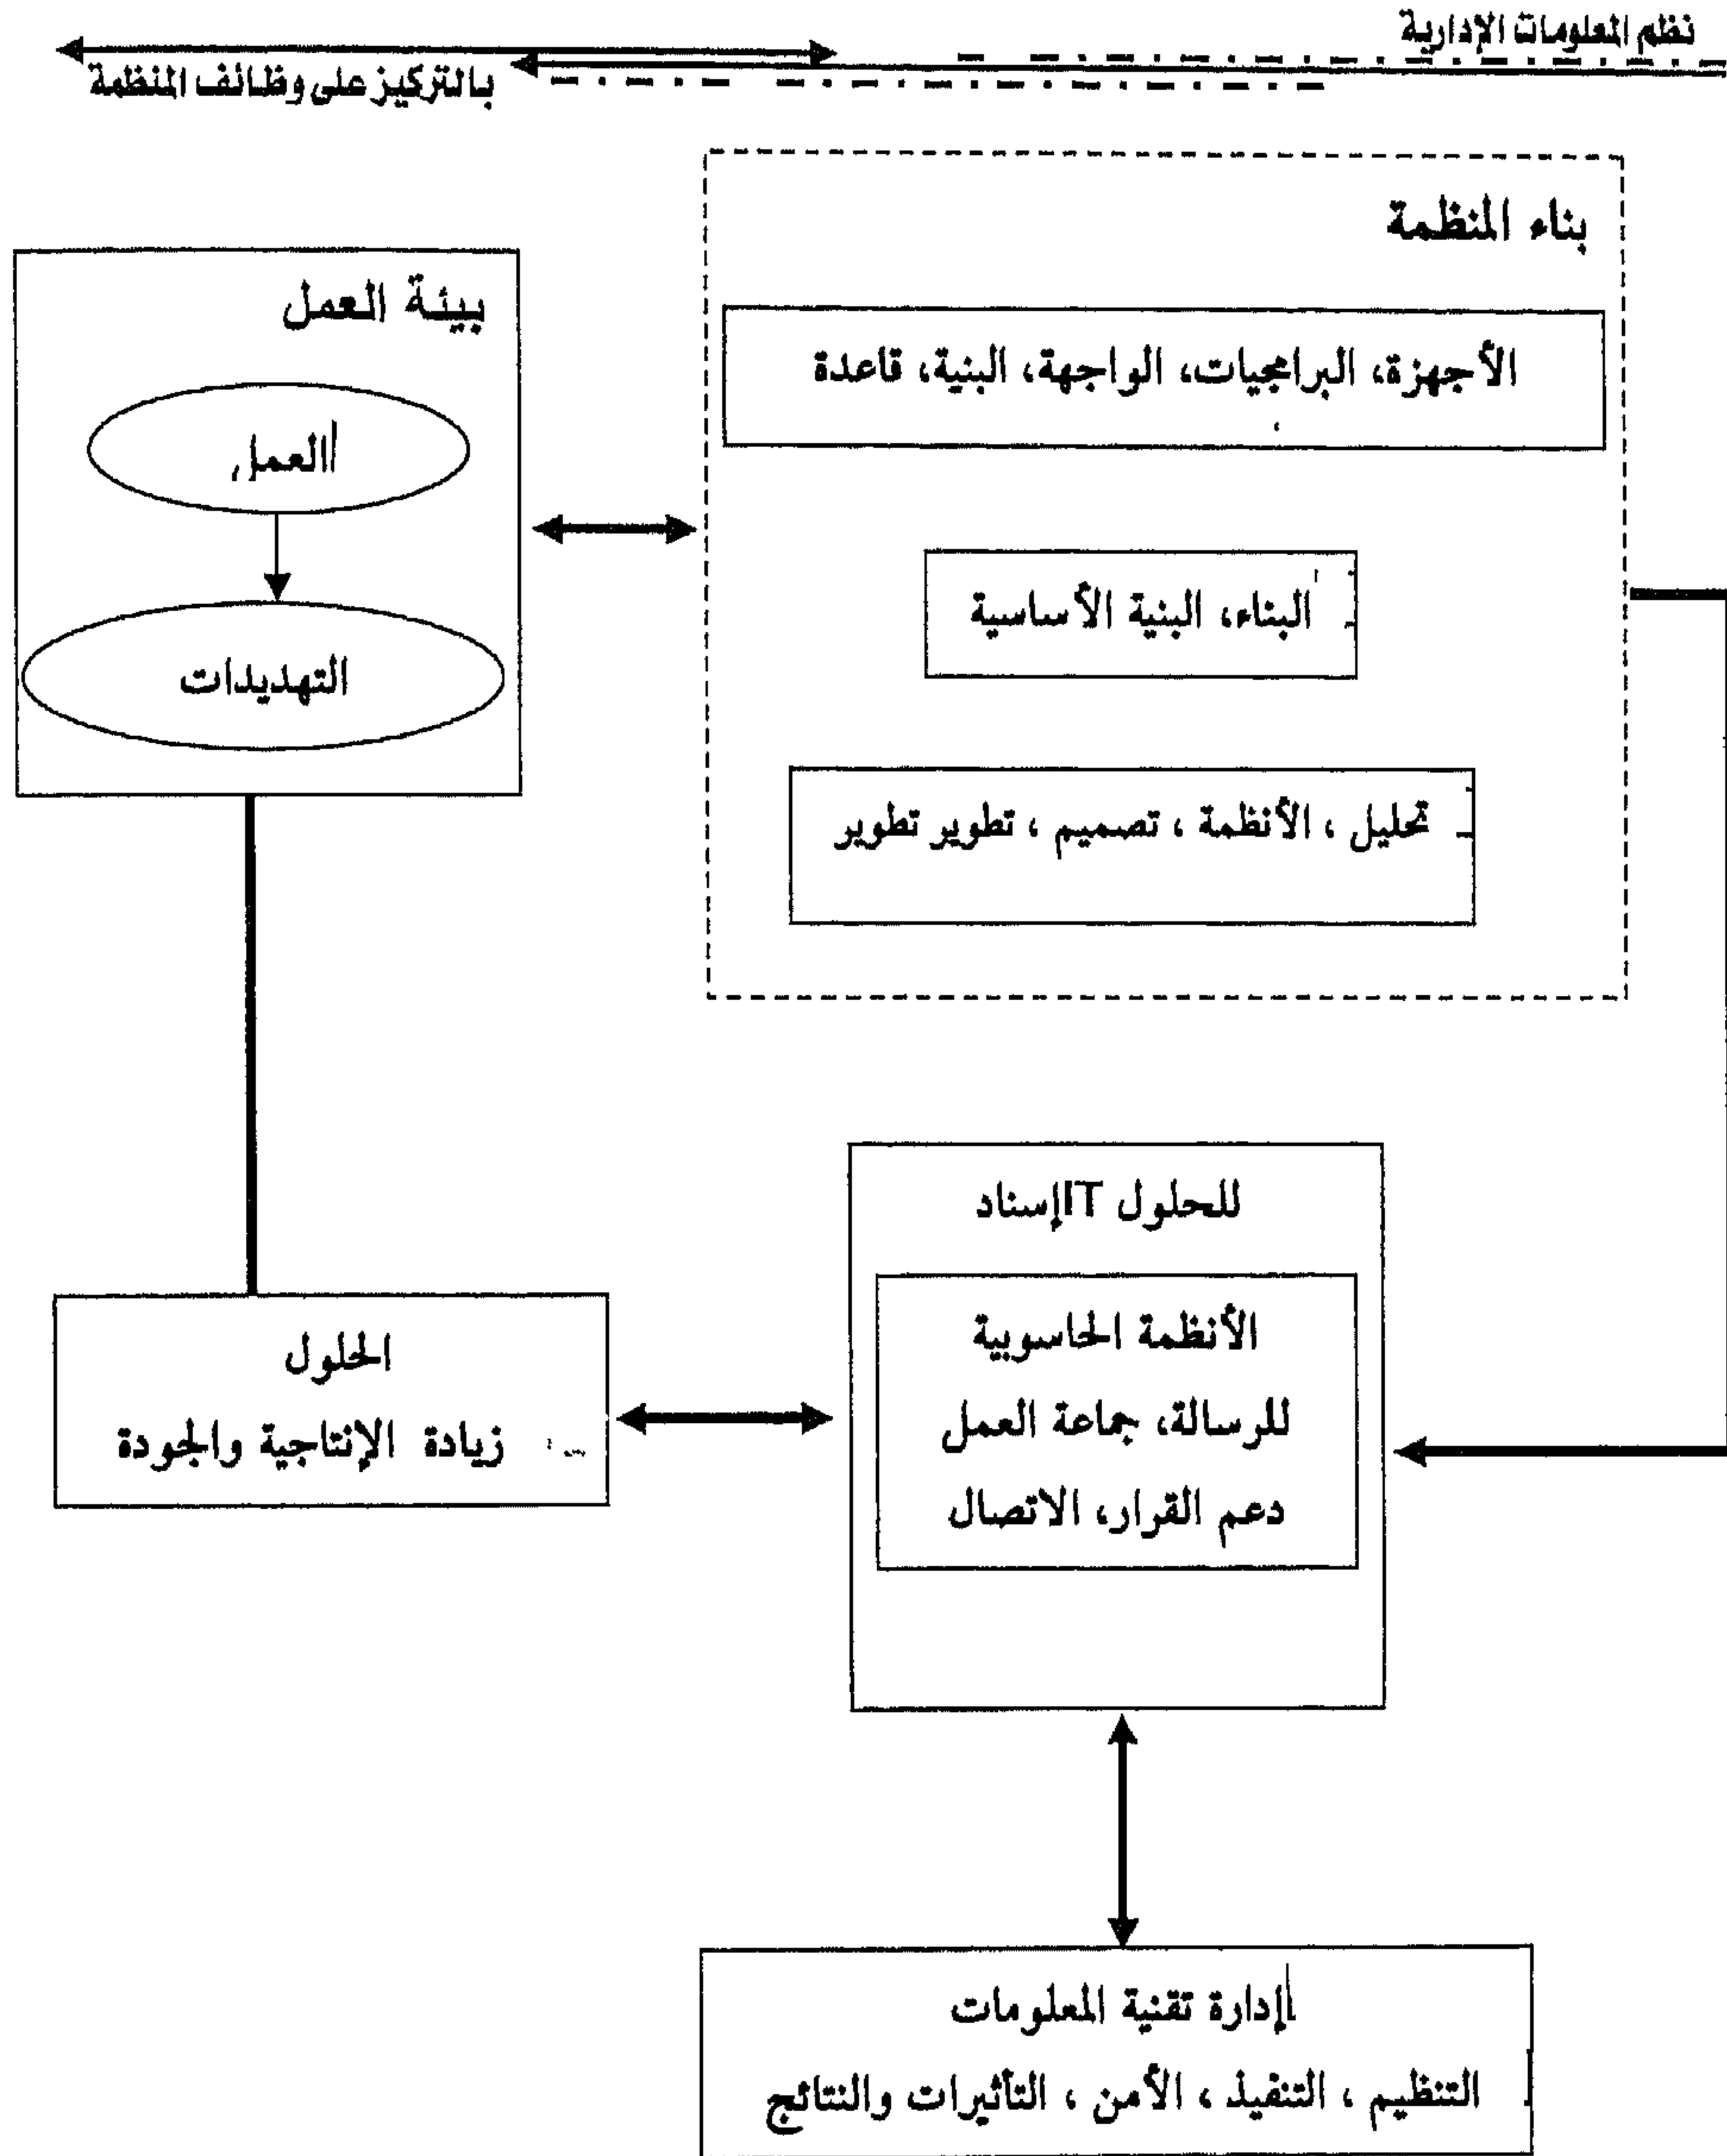 نظم المعلومات الإدارية
بالتركيز على وظائف المنظمة
بناء المنظمة
الأجهزة، البرامجيات، الواجهة، البنية، قاعدة
البناء، البنية الأساسية
تحليل ، الأنظمة ، تصميم ، تطوير تطوير
بيئة العمل
العمل
التهديدات
للحلول ITإسناد
الأنظمة الحاسوبية
للرسالة، جماعة العمل
دعم القرار، الاتصال
الحلول
زيادة الإنتاجية والجودة
إدارة تقنية المعلومات
التنظيم ، التنفيذ ، الأمن ، التأثيرات والنتائج